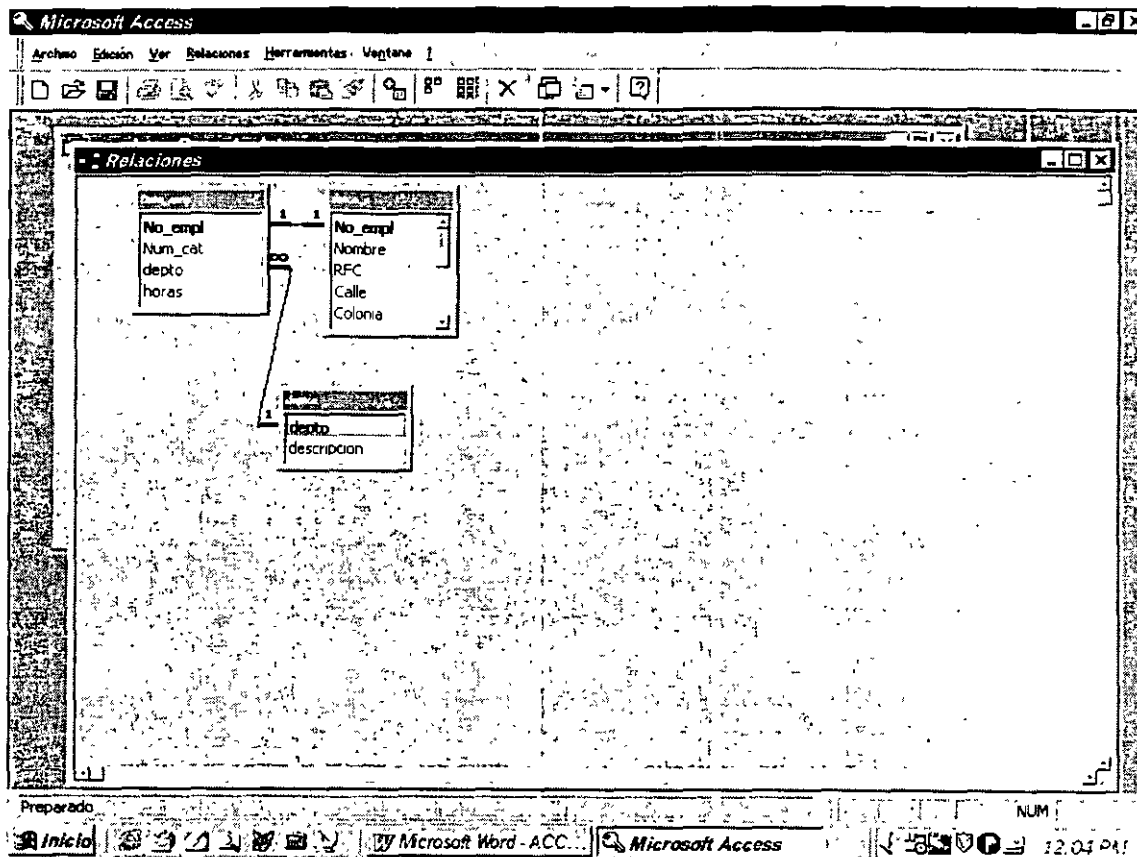 Microsoft Access
Archivo Edición Ver Relaciones Herramientas Ventana ?
Relaciones
No_empl
Num_cat
depto
horas
1 1
∞
No_empl
Nombre
RFC
Calle
Colonia
1
depto
descripcion
Preparado
NUM
Inicio
Microsoft Word - ACC...
Microsoft Access
12:04 PM